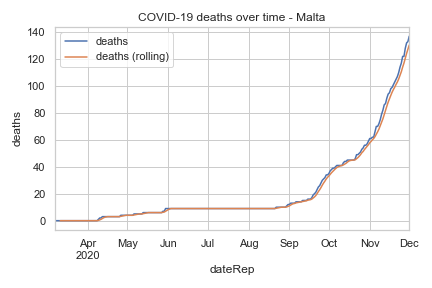 COVID-19 deaths over time - Malta
deaths
deaths (rolling)
140
120
100
80
60
40
20
0
deaths
Apr May Jun Jul Aug Sep Oct Nov Dec
2020
dateRep